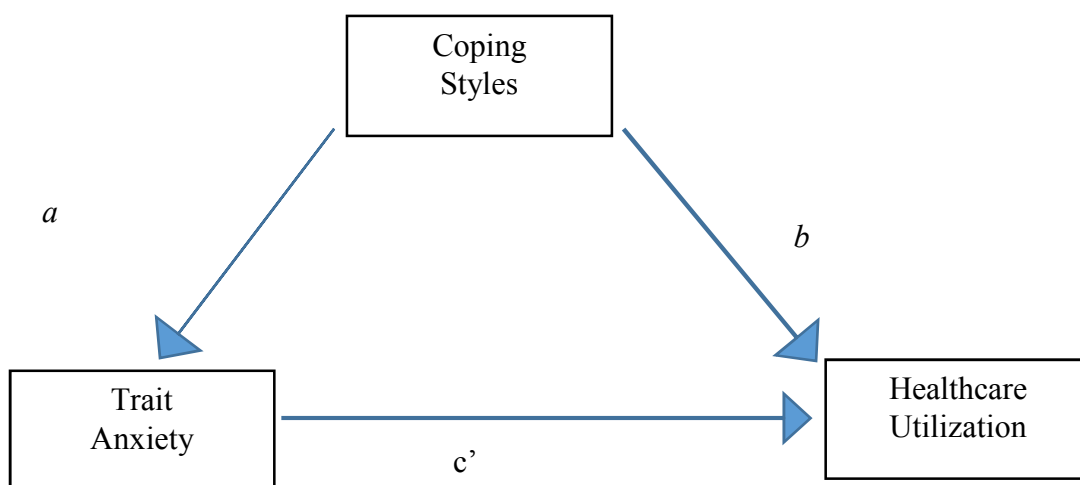 Coping
Styles
a
b
Trait
Anxiety
Healthcare
Utilization
c’